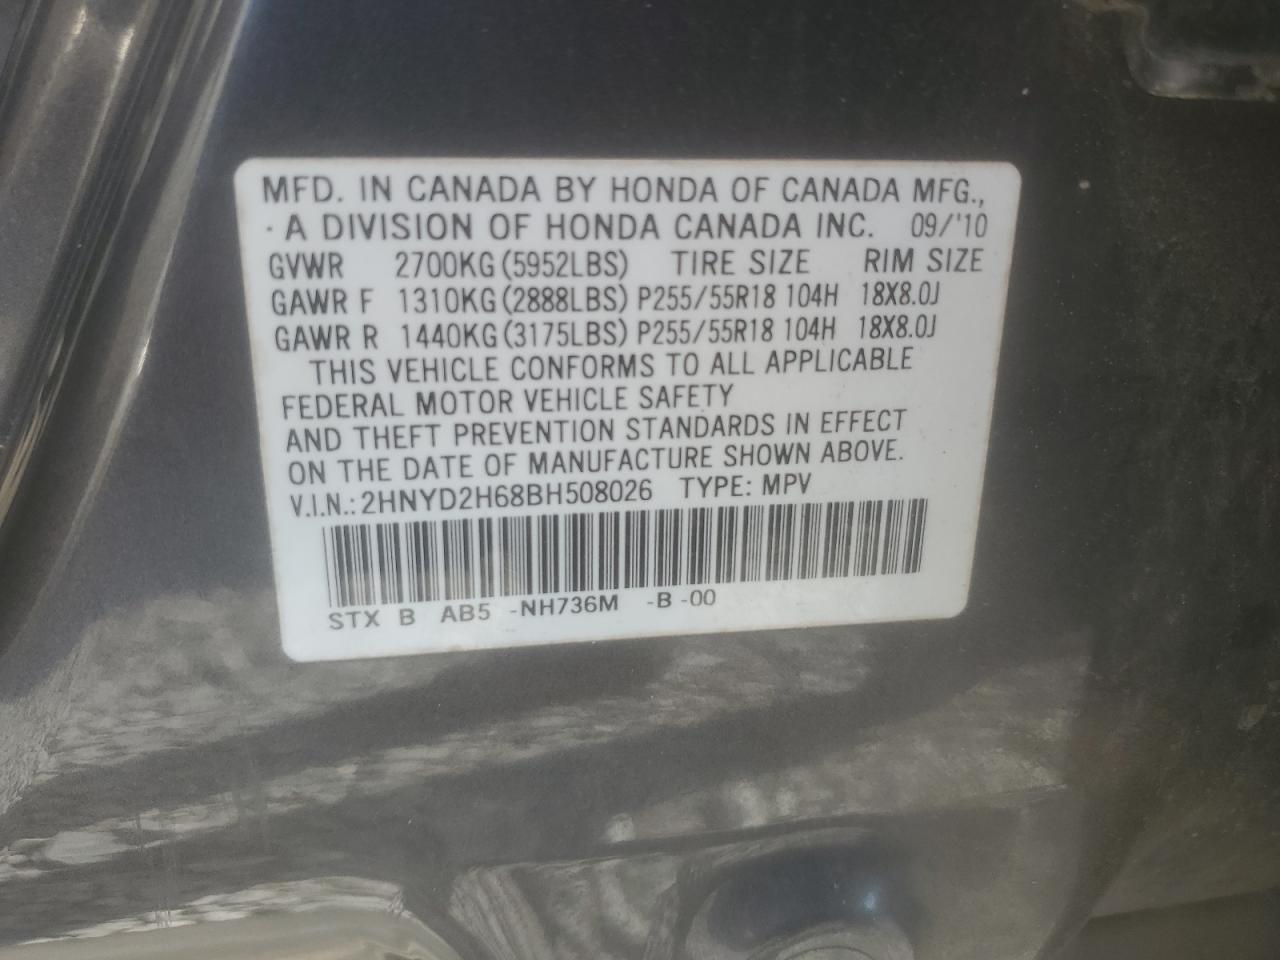 MFD. IN CANADA BY HONDA OF CANADA MFG.,
· A DIVISION OF HONDA CANADA INC. 09/'10
GVWR 2700KG (5952LBS) TIRE SIZE RIM SIZE
GAWR F 1310KG (2888LBS) P255/55R18 104H 18X8.0J
GAWR R 1440KG (3175LBS) P255/55R18 104H 18X8.0J
THIS VEHICLE CONFORMS TO ALL APPLICABLE
FEDERAL MOTOR VEHICLE SAFETY
AND THEFT PREVENTION STANDARDS IN EFFECT
ON THE DATE OF MANUFACTURE SHOWN ABOVE.
V.I.N.: 2HNYD2H68BH508026 TYPE: MPV
STX B AB5 -NH736M -B -00